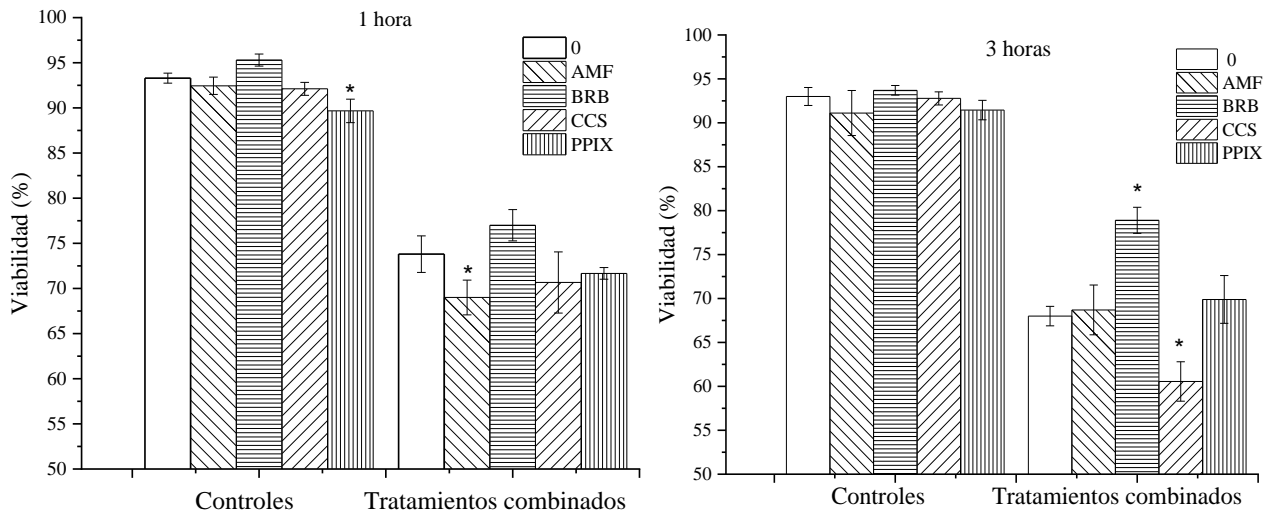 1 hora
0
AMF
BRB
CCS
PPIX
*
*
Viabilidad (%)
100
95
90
85
80
75
70
65
60
55
50
Controles
Tratamientos combinados
3 horas
0
AMF
BRB
CCS
PPIX
*
*
Viabilidad (%)
100
95
90
85
80
75
70
65
60
55
50
Controles
Tratamientos combinados